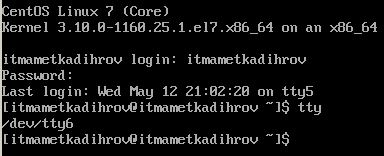 CentOS Linux 7 (Core)
Kernel 3.10.0-1160.25.1.el7.x86_64 on an x86_64
itmametkadihrov login: itmametkadihrov
Password:
Last login: Wed May 12 21:02:20 on tty5
[itmametkadihrov@itmametkadihrov ~]$ tty
/dev/tty6
[itmametkadihrov@itmametkadihrov ~]$